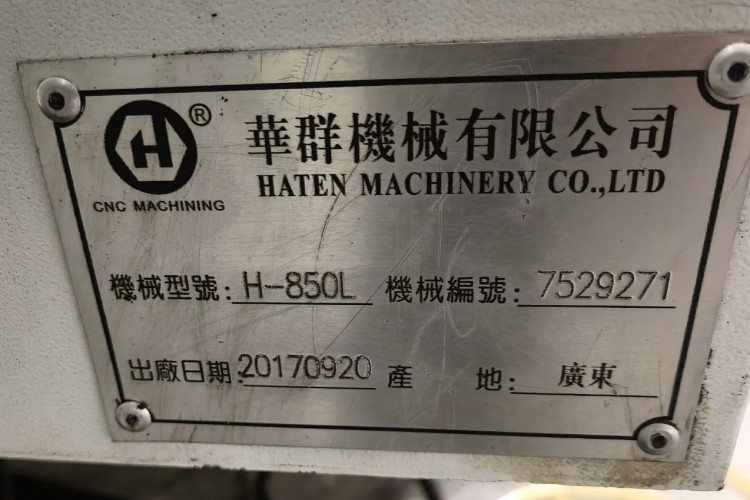 H ®
CNC MACHINING
華群機械有限公司
HATEN MACHINERY CO.,LTD
機械型號: H-850L 機械編號: 7529271
出廠日期: 20170920 產 地: 廣東